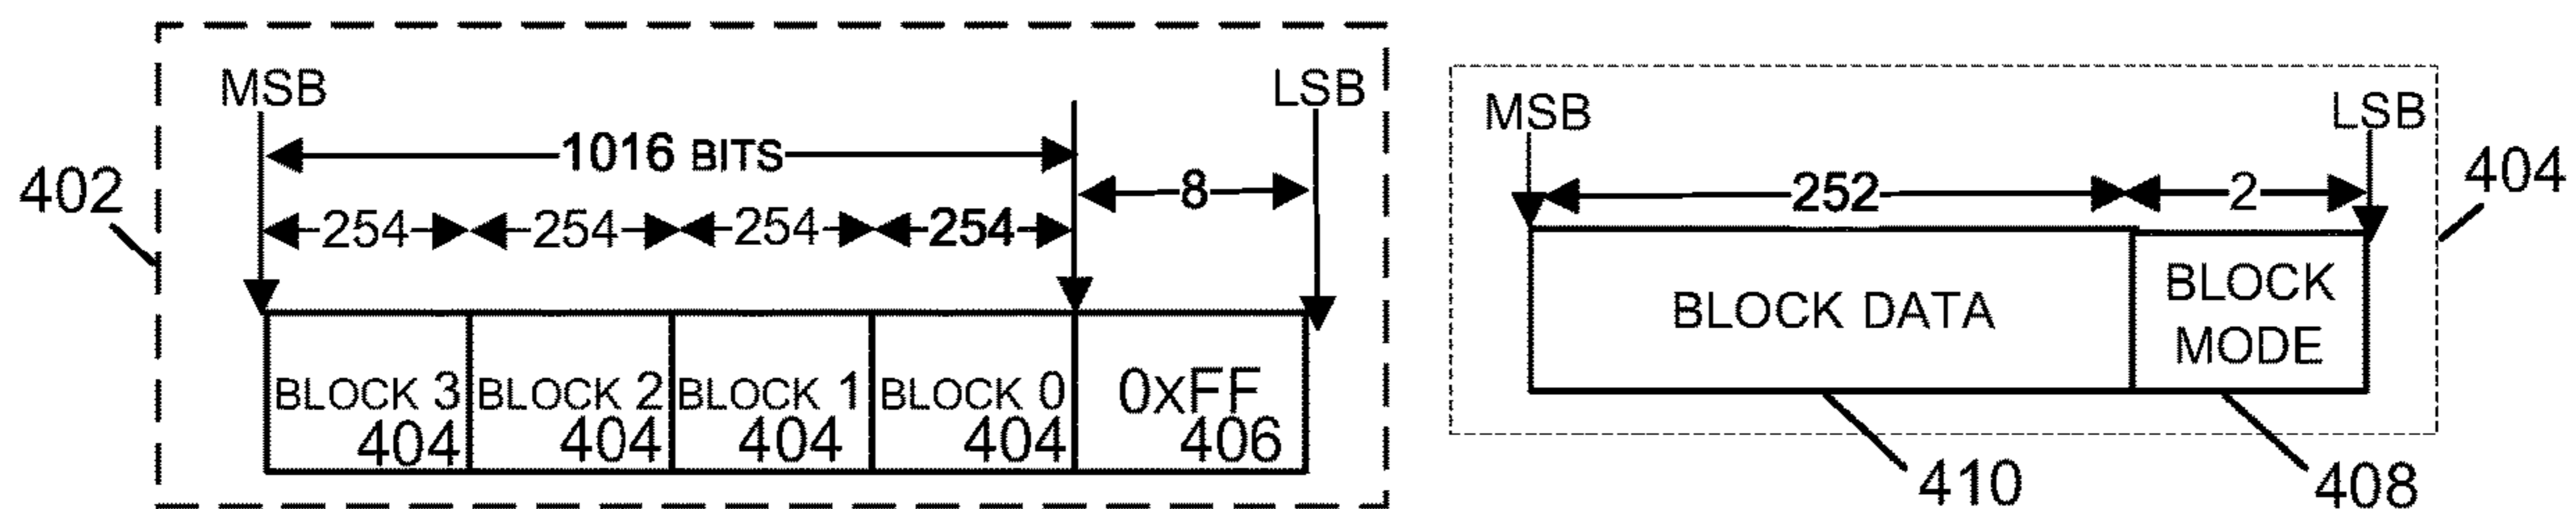 MSB
LSB
1016 BITS
8
402
254
254
254
254
BLOCK 3
404
BLOCK 2
404
BLOCK 1
404
BLOCK 0
404
0XFF
406
MSB
LSB
404
252
2
BLOCK DATA
BLOCK
MODE
410
408